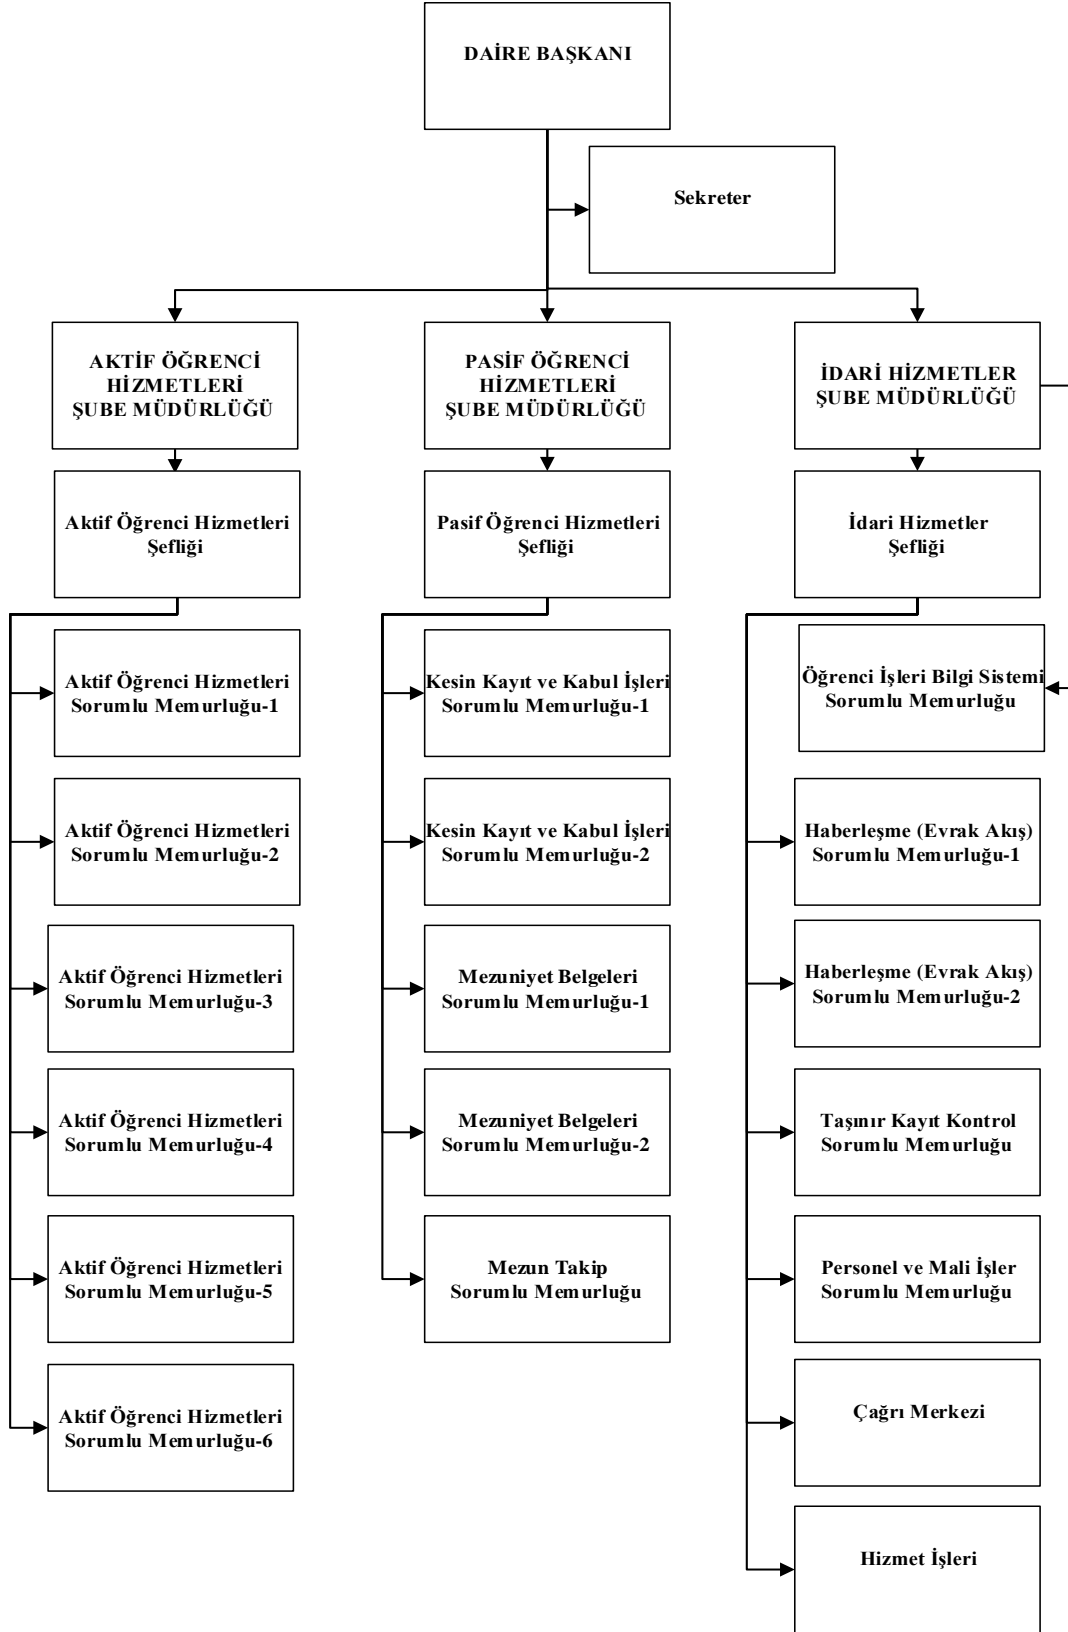 DAİRE BAŞKANI
Sekreter
AKTİF ÖĞRENCİ
HİZMETLERİ
ŞUBE MÜDÜRLÜĞÜ
PASİF ÖĞRENCİ
HİZMETLERİ
ŞUBE MÜDÜRLÜĞÜ
İDARİ HİZMETLER
ŞUBE MÜDÜRLÜĞÜ
Aktif Öğrenci Hizmetleri
Şefliği
Pasif Öğrenci Hizmetleri
Şefliği
İdari Hizmetler
Şefliği
Aktif Öğrenci Hizmetleri
Sorumlu Memurluğu-1
Kesin Kayıt ve Kabul İşleri
Sorumlu Memurluğu-1
Öğrenci İşleri Bilgi Sistemi
Sorumlu Memurluğu
Aktif Öğrenci Hizmetleri
Sorumlu Memurluğu-2
Kesin Kayıt ve Kabul İşleri
Sorumlu Memurluğu-2
Haberleşme (Evrak Akış)
Sorumlu Memurluğu-1
Aktif Öğrenci Hizmetleri
Sorumlu Memurluğu-3
Mezuniyet Belgeleri
Sorumlu Memurluğu-1
Haberleşme (Evrak Akış)
Sorumlu Memurluğu-2
Aktif Öğrenci Hizmetleri
Sorumlu Memurluğu-4
Mezuniyet Belgeleri
Sorumlu Memurluğu-2
Taşınır Kayıt Kontrol
Sorumlu Memurluğu
Aktif Öğrenci Hizmetleri
Sorumlu Memurluğu-5
Mezun Takip
Sorumlu Memurluğu
Personel ve Mali İşler
Sorumlu Memurluğu
Aktif Öğrenci Hizmetleri
Sorumlu Memurluğu-6
Çağrı Merkezi
Hizmet İşleri